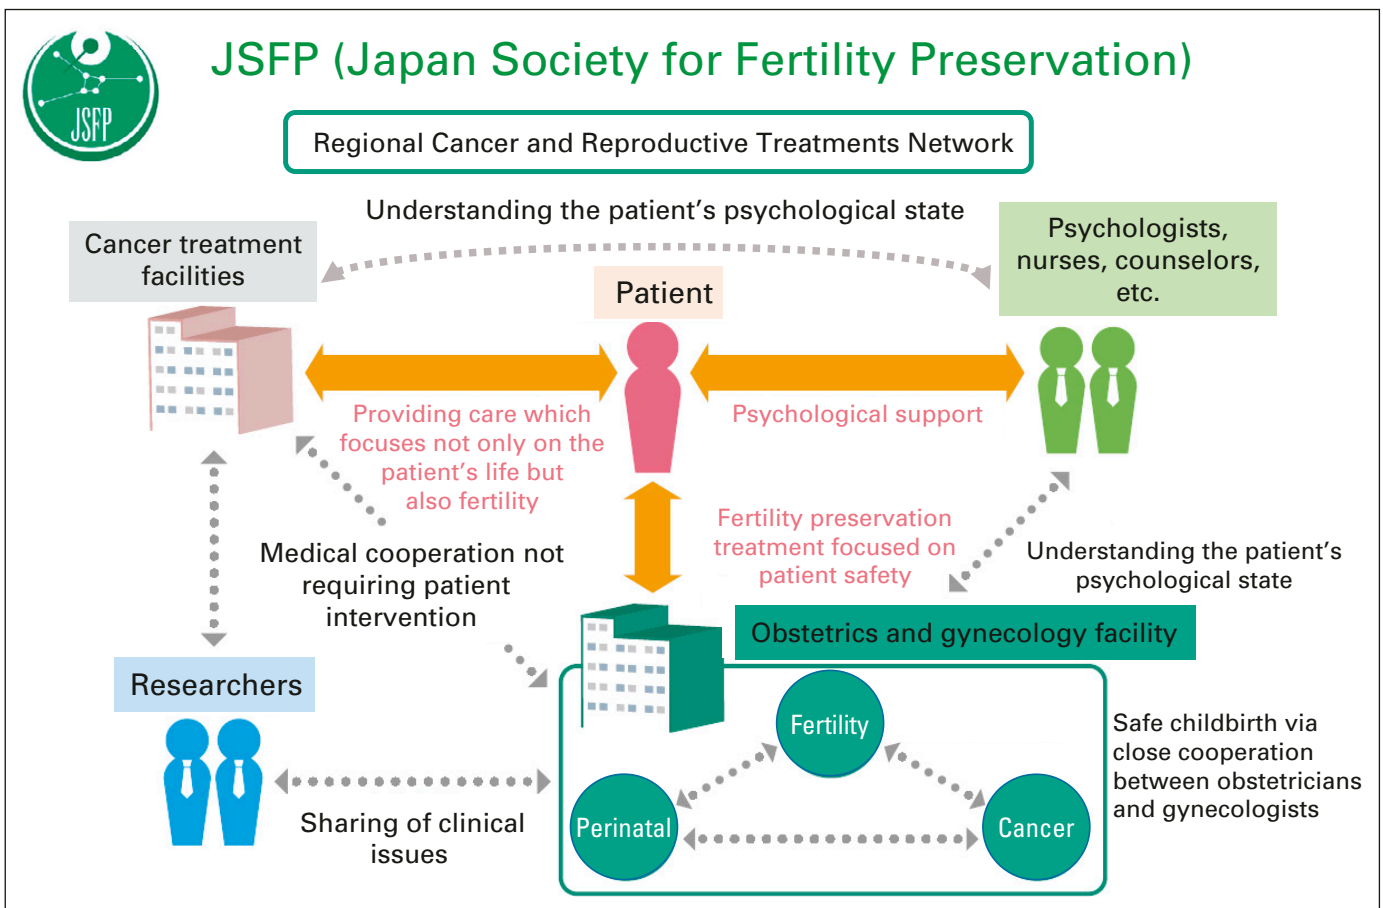 JSFP
JSFP (Japan Society for Fertility Preservation)
Regional Cancer and Reproductive Treatments Network
Understanding the patient’s psychological state
Cancer treatment
facilities
Patient
Psychologists,
nurses, counselors,
etc.
Providing care which
focuses not only on the
patient’s life but
also fertility
Psychological support
Fertility preservation
treatment focused on
patient safety
Medical cooperation not
requiring patient
intervention
Understanding the patient’s
psychological state
Obstetrics and gynecology facility
Researchers
Fertility
Perinatal
Cancer
Safe childbirth via
close cooperation
between obstetricians
and gynecologists
Sharing of clinical
issues